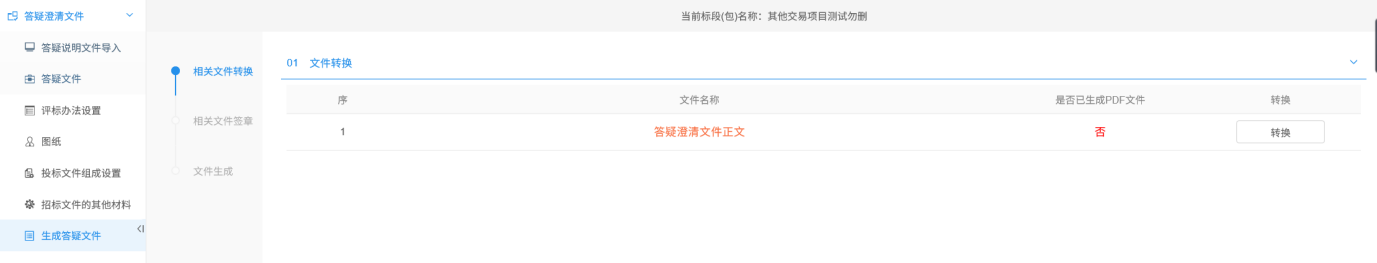 答疑澄清文件
当前标段(包)名称：其他交易项目测试勿删
答疑说明文件导入
答疑文件
评标办法设置
图纸
投标文件组成设置
招标文件的其他材料
生成答疑文件
相关文件转换
相关文件签章
文件生成
01 文件转换
序 文件名称 是否已生成PDF文件 转换
1 答疑澄清文件正文 否 转换